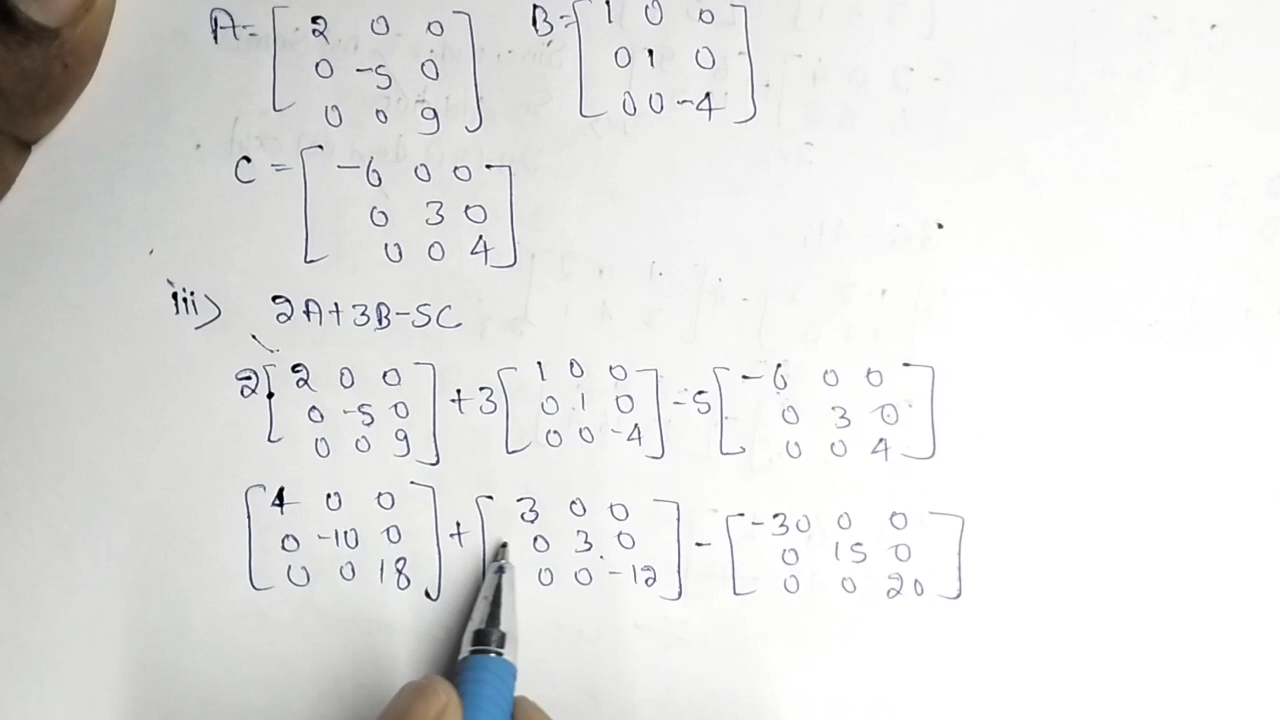 A= [ 2 0 0 B= [ 1 0 0 ]
0 -5 0 0 1 0
0 0 9 ] 0 0 -4 ]
C = [ -6 0 0 ]
0 3 0
0 0 4 ]
iii) 2A+3B-5C
2[ 2 0 0 ] +3[ 1 0 0 ] -5[ -6 0 0 ]
0 -5 0 0 1 0 0 3 0
0 0 9 0 0 -4 0 0 4
[ 4 0 0 ] + [ 3 0 0 ] - [ -30 0 0 ]
0 -10 0 0 3 0 0 15 0
0 0 18 0 0 -12 0 0 20